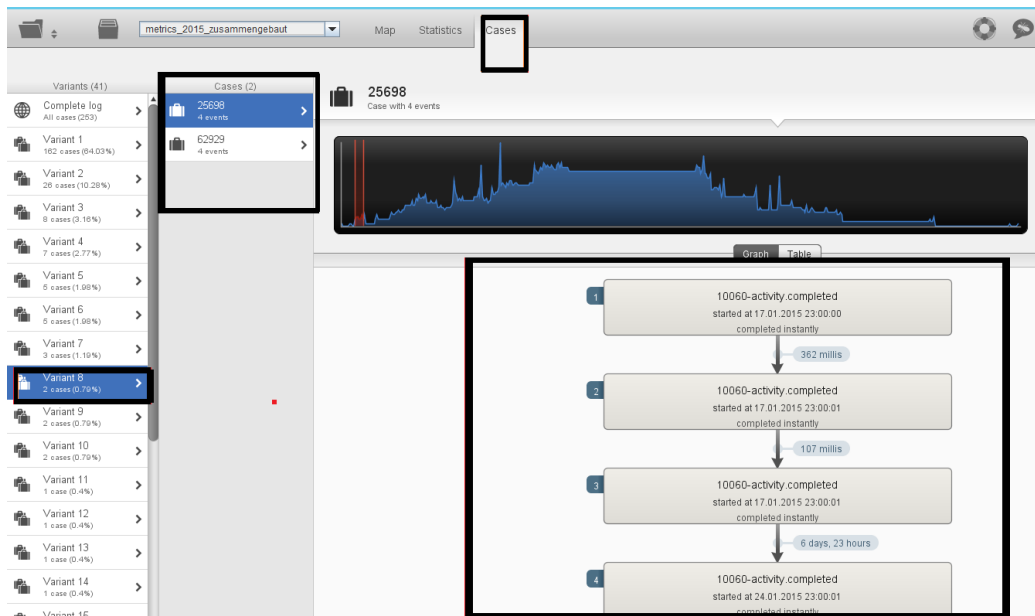 metrics_2015_zusammengebaut
Map
Statistics
Cases
Variants (41)
Complete log
All cases (253)
Variant 1
162 cases (64.03%)
Variant 2
26 cases (10.28%)
Variant 3
8 cases (3.16%)
Variant 4
7 cases (2.77%)
Variant 5
5 cases (1.98%)
Variant 6
5 cases (1.98%)
Variant 7
3 cases (1.19%)
Variant 8
2 cases (0.79%)
Variant 9
2 cases (0.79%)
Variant 10
2 cases (0.79%)
Variant 11
1 case (0.4%)
Variant 12
1 case (0.4%)
Variant 13
1 case (0.4%)
Variant 14
1 case (0.4%)
Variant 15
Cases (2)
25698
4 events
62929
4 events
25698
Case with 4 events
Graph
Table
1
10060-activity.completed
started at 17.01.2015 23:00:00
completed instantly
362 millis
2
10060-activity.completed
started at 17.01.2015 23:00:01
completed instantly
107 millis
3
10060-activity.completed
started at 17.01.2015 23:00:01
completed instantly
6 days, 23 hours
4
10060-activity.completed
started at 24.01.2015 23:00:01
completed instantly